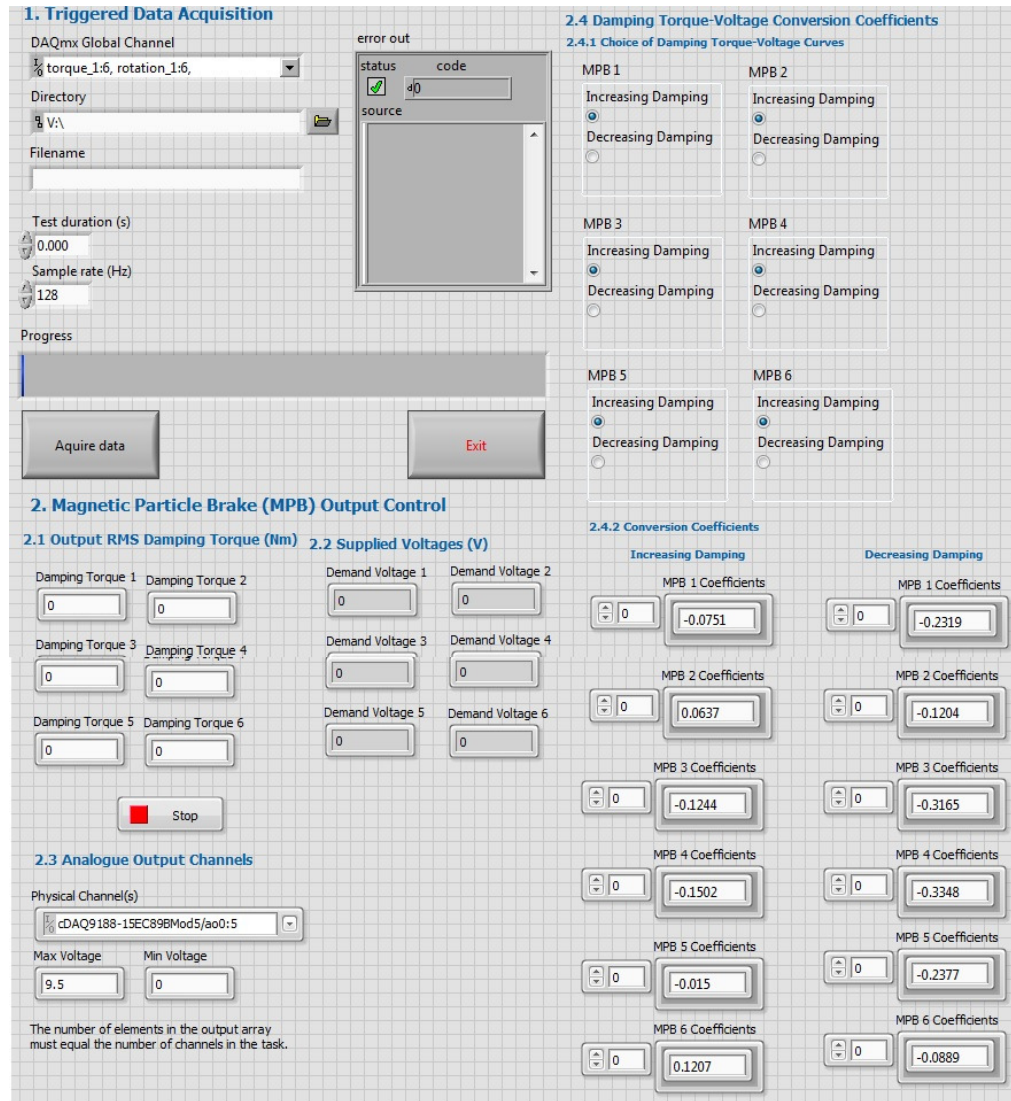 1. Triggered Data Acquisition
DAQmx Global Channel
I/O torque_1:6, rotation_1:6,
Directory
V:\
Filename
Test duration (s)
0.000
Sample rate (Hz)
128
error out
status code
d 0
source
Progress
Aquire data
Exit
2. Magnetic Particle Brake (MPB) Output Control
2.1 Output RMS Damping Torque (Nm)
Damping Torque 1 Damping Torque 2
0 0
Damping Torque 3 Damping Torque 4
0 0
Damping Torque 5 Damping Torque 6
0 0
Stop
2.2 Supplied Voltages (V)
Demand Voltage 1 Demand Voltage 2
0 0
Demand Voltage 3 Demand Voltage 4
0 0
Demand Voltage 5 Demand Voltage 6
0 0
2.3 Analogue Output Channels
Physical Channel(s)
I/O cDAQ9188-15EC89BMod5/ao0:5
Max Voltage Min Voltage
9.5 0
The number of elements in the output array
must equal the number of channels in the task.
2.4 Damping Torque-Voltage Conversion Coefficients
2.4.1 Choice of Damping Torque-Voltage Curves
MPB 1 MPB 2
Increasing Damping Increasing Damping
Decreasing Damping Decreasing Damping
MPB 3 MPB 4
Increasing Damping Increasing Damping
Decreasing Damping Decreasing Damping
MPB 5 MPB 6
Increasing Damping Increasing Damping
Decreasing Damping Decreasing Damping
2.4.2 Conversion Coefficients
Increasing Damping Decreasing Damping
MPB 1 Coefficients MPB 1 Coefficients
0 -0.0751 0 -0.2319
MPB 2 Coefficients MPB 2 Coefficients
0 0.0637 0 -0.1204
MPB 3 Coefficients MPB 3 Coefficients
0 -0.1244 0 -0.3165
MPB 4 Coefficients MPB 4 Coefficients
0 -0.1502 0 -0.3348
MPB 5 Coefficients MPB 5 Coefficients
0 -0.015 0 -0.2377
MPB 6 Coefficients MPB 6 Coefficients
0 0.1207 0 -0.0889